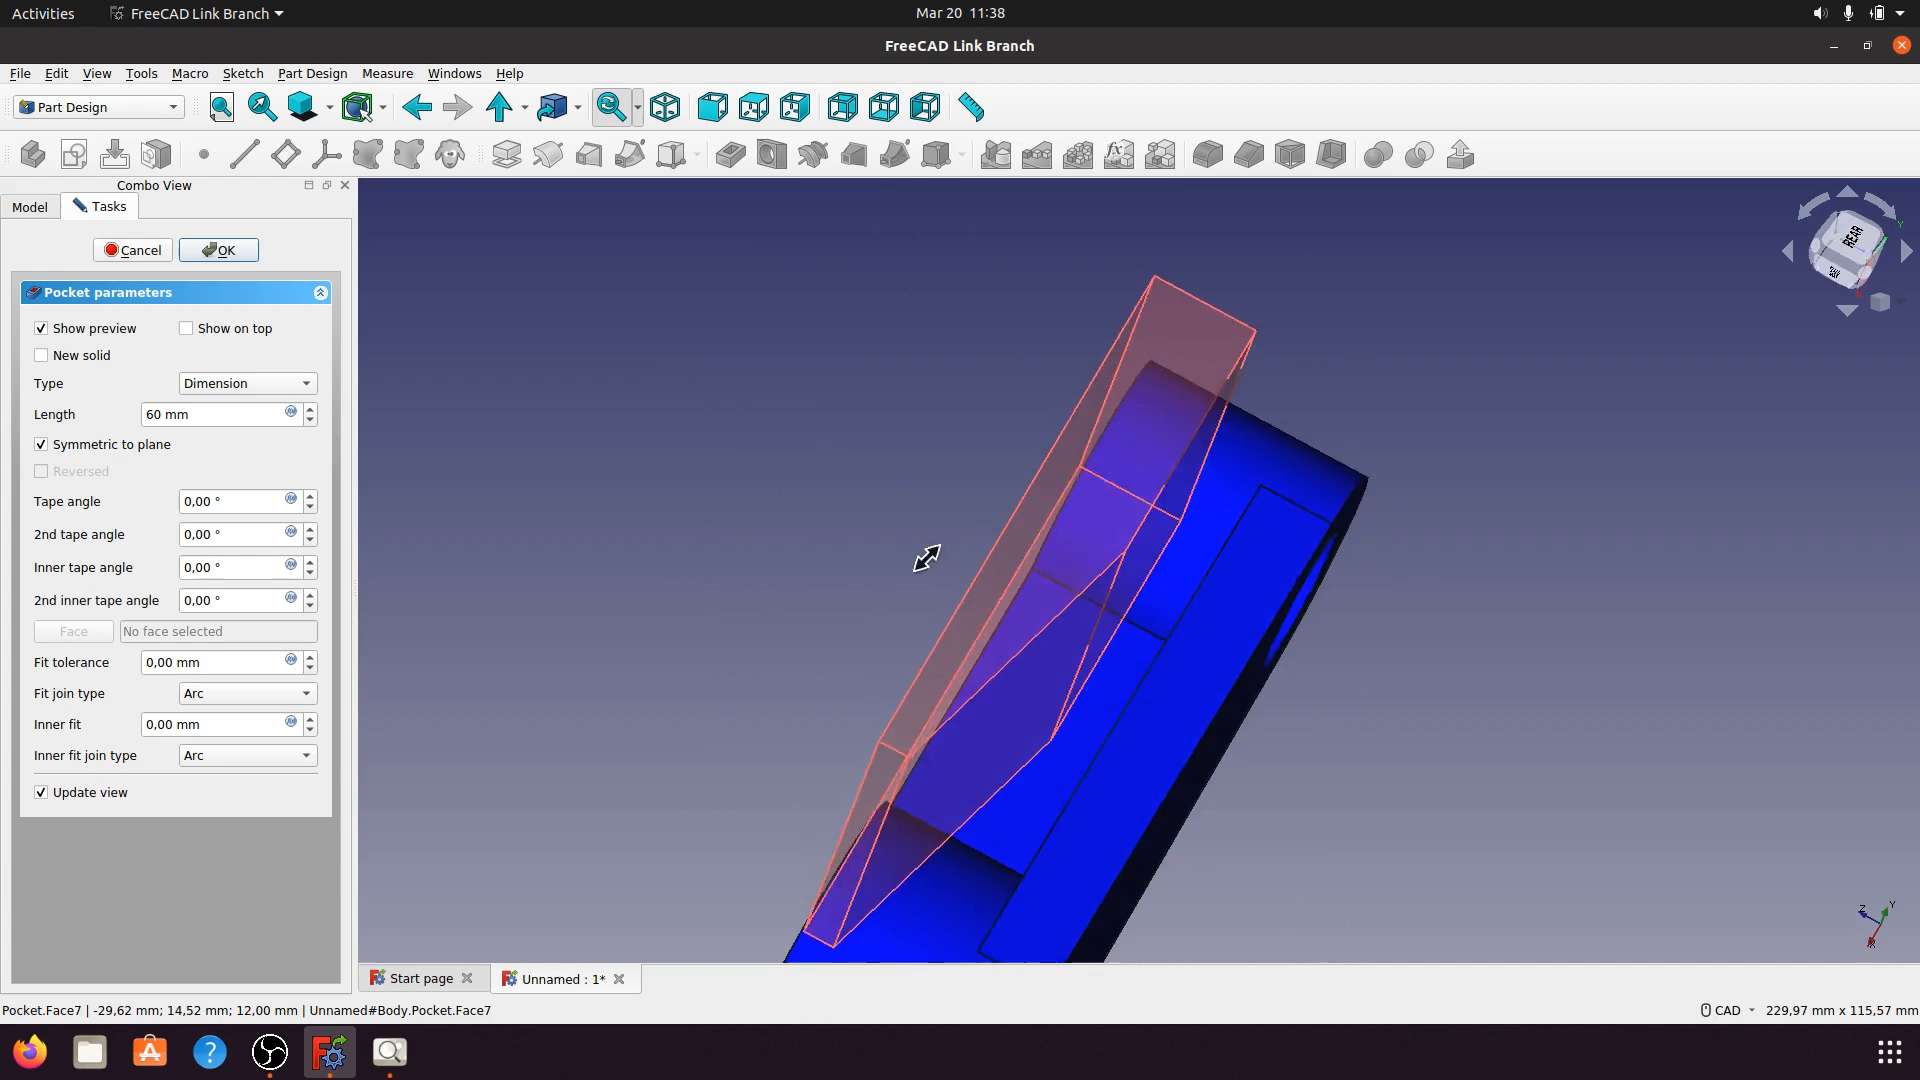 Activities FreeCAD Link Branch Mar 20 11:38
FreeCAD Link Branch
File Edit View Tools Macro Sketch Part Design Measure Windows Help
Part Design
Combo View
Model Tasks
Cancel OK
Pocket parameters
Show preview Show on top
New solid
Type Dimension
Length 60 mm
Symmetric to plane
Reversed
Tape angle 0,00 °
2nd tape angle 0,00 °
Inner tape angle 0,00 °
2nd inner tape angle 0,00 °
Face No face selected
Fit tolerance 0,00 mm
Fit join type Arc
Inner fit 0,00 mm
Inner fit join type Arc
Update view
REAR
Y
Z Y
Start page Unnamed : 1*
Pocket.Face7 | -29,62 mm; 14,52 mm; 12,00 mm | Unnamed#Body.Pocket.Face7 CAD 229,97 mm x 115,57 mm